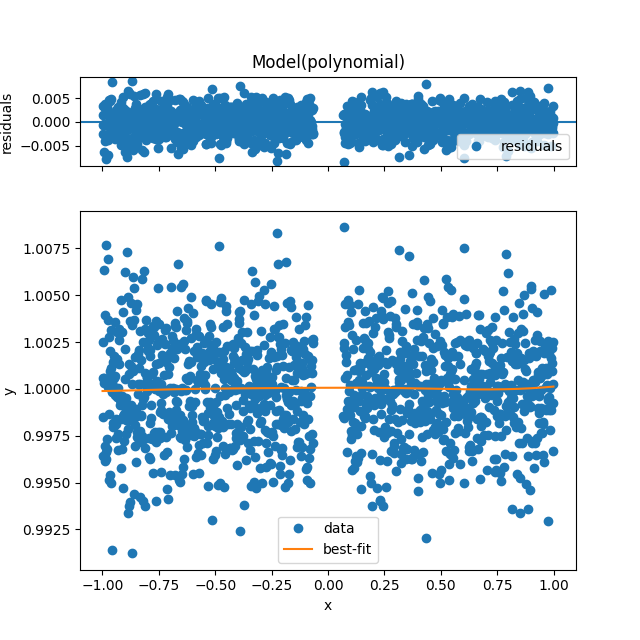 Model(polynomial)
residuals
0.005
0.000
−0.005
residuals
y
1.0075
1.0050
1.0025
1.0000
0.9975
0.9950
0.9925
data
best-fit
−1.00 −0.75 −0.50 −0.25 0.00 0.25 0.50 0.75 1.00
x